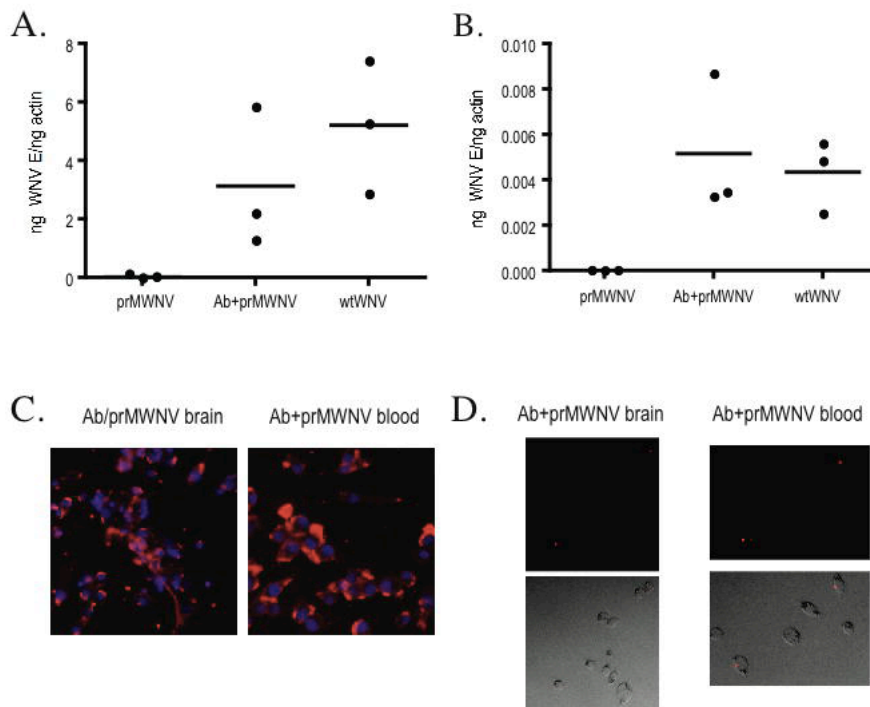 A.
ng WNV E/ng actin
8
6
4
2
0
prMWNV Ab+prMWNV wtWNV
B.
ng WNV E/ng actin
0.010
0.008
0.006
0.004
0.002
0.000
prMWNV Ab+prMWNV wtWNV
C.
Ab/prMWNV brain Ab+prMWNV blood
D.
Ab+prMWNV brain Ab+prMWNV blood